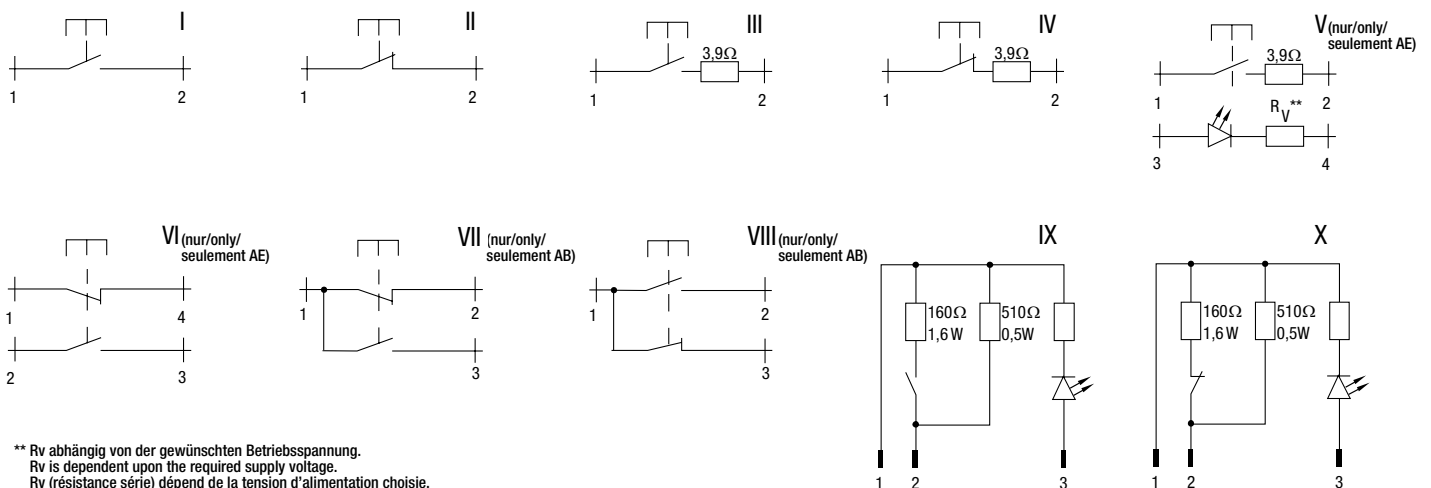 I
1
2
II
1
2
III
3,9Ω
1
2
IV
3,9Ω
1
2
V (nur/only/
seulement AE)
3,9Ω
1
2
R V **
3
4
VI (nur/only/
seulement AE)
1
4
2
3
VII (nur/only/
seulement AB)
1
2
3
VIII (nur/only/
seulement AB)
1
2
3
IX
160Ω
1,6 W
510Ω
0,5W
1 2 3
X
160Ω
1,6 W
510Ω
0,5W
1 2 3
** Rv abhängig von der gewünschten Betriebsspannung.
Rv is dependent upon the required supply voltage.
Rv (résistance série) dépend de la tension d'alimentation choisie.